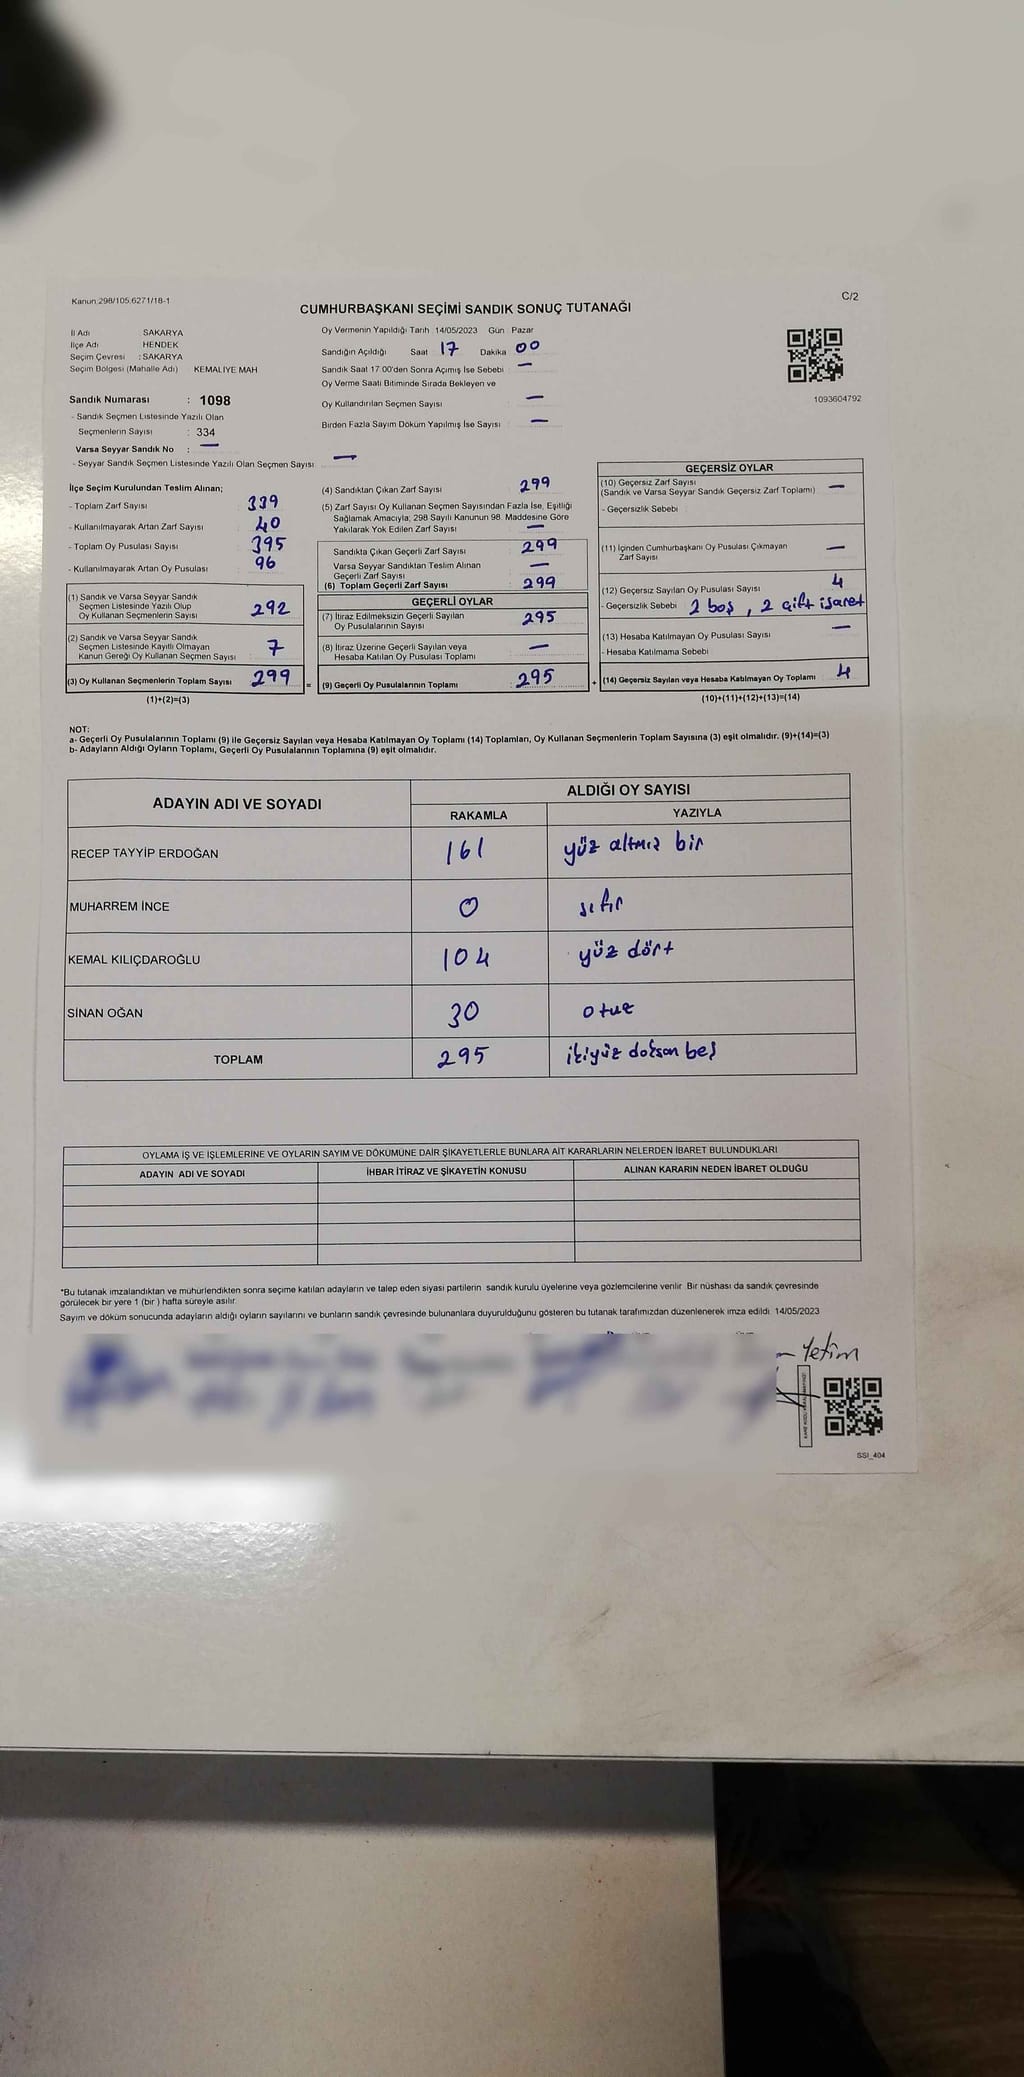 Kanun:298/105,6271/18-1
C/2
CUMHURBAŞKANI SEÇİMİ SANDIK SONUÇ TUTANAĞI
İl Adı SAKARYA
İlçe Adı HENDEK
Seçim Çevresi : SAKARYA
Seçim Bölgesi (Mahalle Adı) KEMALİYE MAH
Oy Vermenin Yapıldığı Tarih 14/05/2023 Gün Pazar
Sandığın Açıldığı Saat 17 Dakika 00
Sandık Saat 17.00'den Sonra Açımış İse Sebebi —
Oy Verme Saati Bitiminde Sırada Bekleyen ve
Oy Kullandırılan Seçmen Sayısı —
Birden Fazla Sayım Döküm Yapılmış İse Sayısı —
1093604792
Sandık Numarası : 1098
- Sandık Seçmen Listesinde Yazılı Olan
Seçmenlerin Sayısı : 334
Varsa Seyyar Sandık No : —
- Seyyar Sandık Seçmen Listesinde Yazılı Olan Seçmen Sayısı —
İlçe Seçim Kurulundan Teslim Alınan;
- Toplam Zarf Sayısı 339
- Kullanılmayarak Artan Zarf Sayısı 40
- Toplam Oy Pusulası Sayısı 395
- Kullanılmayarak Artan Oy Pusulası 96
(1) Sandık ve Varsa Seyyar Sandık
Seçmen Listesinde Yazılı Olup
Oy Kullanan Seçmenlerin Sayısı 292
(2) Sandık ve Varsa Seyyar Sandık
Seçmen Listesinde Kayıtlı Olmayan
Kanun Gereği Oy Kullanan Seçmen Sayısı 7
(3) Oy Kullanan Seçmenlerin Toplam Sayısı 299
(1)+(2)=(3)
(4) Sandıktan Çıkan Zarf Sayısı 299
(5) Zarf Sayısı Oy Kullanan Seçmen Sayısından Fazla İse, Eşitliği
Sağlamak Amacıyla; 298 Sayılı Kanunun 98. Maddesine Göre
Yakılarak Yok Edilen Zarf Sayısı —
Sandıkta Çıkan Geçerli Zarf Sayısı 299
Varsa Seyyar Sandıktan Teslim Alınan
Geçerli Zarf Sayısı —
(6) Toplam Geçerli Zarf Sayısı 299
GEÇERLİ OYLAR
(7) İtiraz Edilmeksizin Geçerli Sayılan
Oy Pusulalarının Sayısı 295
(8) İtiraz Üzerine Geçerli Sayılan veya
Hesaba Katılan Oy Pusulası Toplamı —
= (9) Geçerli Oy Pusulalarının Toplamı 295 +
GEÇERSİZ OYLAR
(10) Geçersiz Zarf Sayısı
(Sandık ve Varsa Seyyar Sandık Geçersiz Zarf Toplamı) —
- Geçersizlik Sebebi
(11) İçinden Cumhurbaşkanı Oy Pusulası Çıkmayan
Zarf Sayısı —
(12) Geçersiz Sayılan Oy Pusulası Sayısı 4
- Geçersizlik Sebebi 2 boş, 2 çift işaret
(13) Hesaba Katılmayan Oy Pusulası Sayısı —
- Hesaba Katılmama Sebebi
(14) Geçersiz Sayılan veya Hesaba Katılmayan Oy Toplamı 4
(10)+(11)+(12)+(13)=(14)
NOT:
a- Geçerli Oy Pusulalarının Toplamı (9) ile Geçersiz Sayılan veya Hesaba Katılmayan Oy Toplamı (14) Toplamları, Oy Kullanan Seçmenlerin Toplam Sayısına (3) eşit olmalıdır. (9)+(14)=(3)
b- Adayların Aldığı Oyların Toplamı, Geçerli Oy Pusulalarının Toplamına (9) eşit olmalıdır.
ADAYIN ADI VE SOYADI ALDIĞI OY SAYISI
RAKAMLA YAZIYLA
RECEP TAYYİP ERDOĞAN 161 yüz altmış bir
MUHARREM İNCE 0 sıfır
KEMAL KILIÇDAROĞLU 104 yüz dört
SİNAN OĞAN 30 otuz
TOPLAM 295 ikiyüz doksan beş
OYLAMA İŞ VE İŞLEMLERİNE VE OYLARIN SAYIM VE DÖKÜMÜNE DAİR ŞİKAYETLERLE BUNLARA AİT KARARLARIN NELERDEN İBARET BULUNDUKLARI
ADAYIN ADI VE SOYADI İHBAR İTİRAZ VE ŞİKAYETİN KONUSU ALINAN KARARIN NEDEN İBARET OLDUĞU
*Bu tutanak imzalandıktan ve mühürlendikten sonra seçime katılan adayların ve talep eden siyasi partilerin sandık kurulu üyelerine veya gözlemcilerine verilir. Bir nüshası da sandık çevresinde
görülecek bir yere 1 (bir ) hafta süreyle asılır.
Sayım ve döküm sonucunda adayların aldığı oyların sayılarını ve bunların sandık çevresinde bulunanlara duyurulduğunu gösteren bu tutanak tarafımızdan düzenlenerek imza edildi. 14/05/2023
Yetim
SSI_404